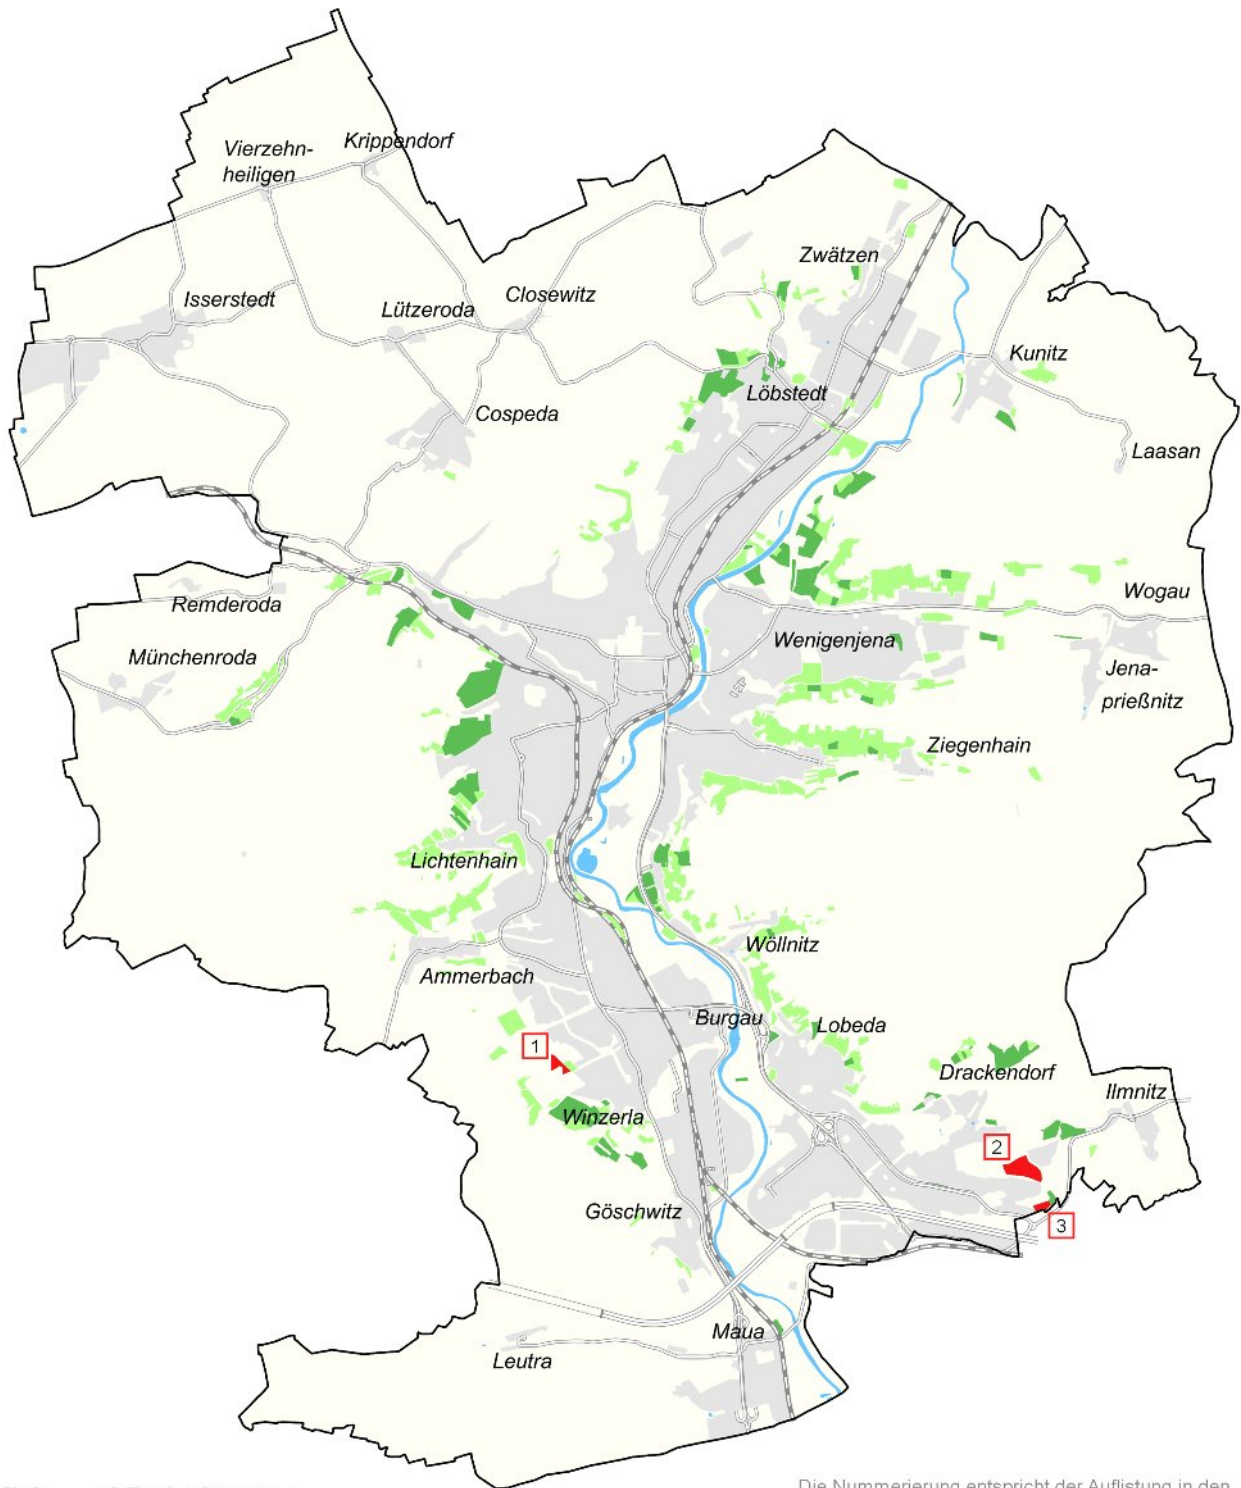 Krippendorf
Vierzehn-
heiligen
Zwätzen
Isserstedt
Closewitz
Lützeroda
Kunitz
Löbstedt
Cospeda
Laasan
Wogau
Remderoda
Wenigenjena
Münchenroda
Jena-
prießnitz
Ziegenhain
Lichtenhain
Wöllnitz
Ammerbach
Burgau
Lobeda
1
Drackendorf
Ilmnitz
Winzerla
2
Göschwitz
3
Maua
Leutra
Die Nummerierung entspricht der Auflistung in den